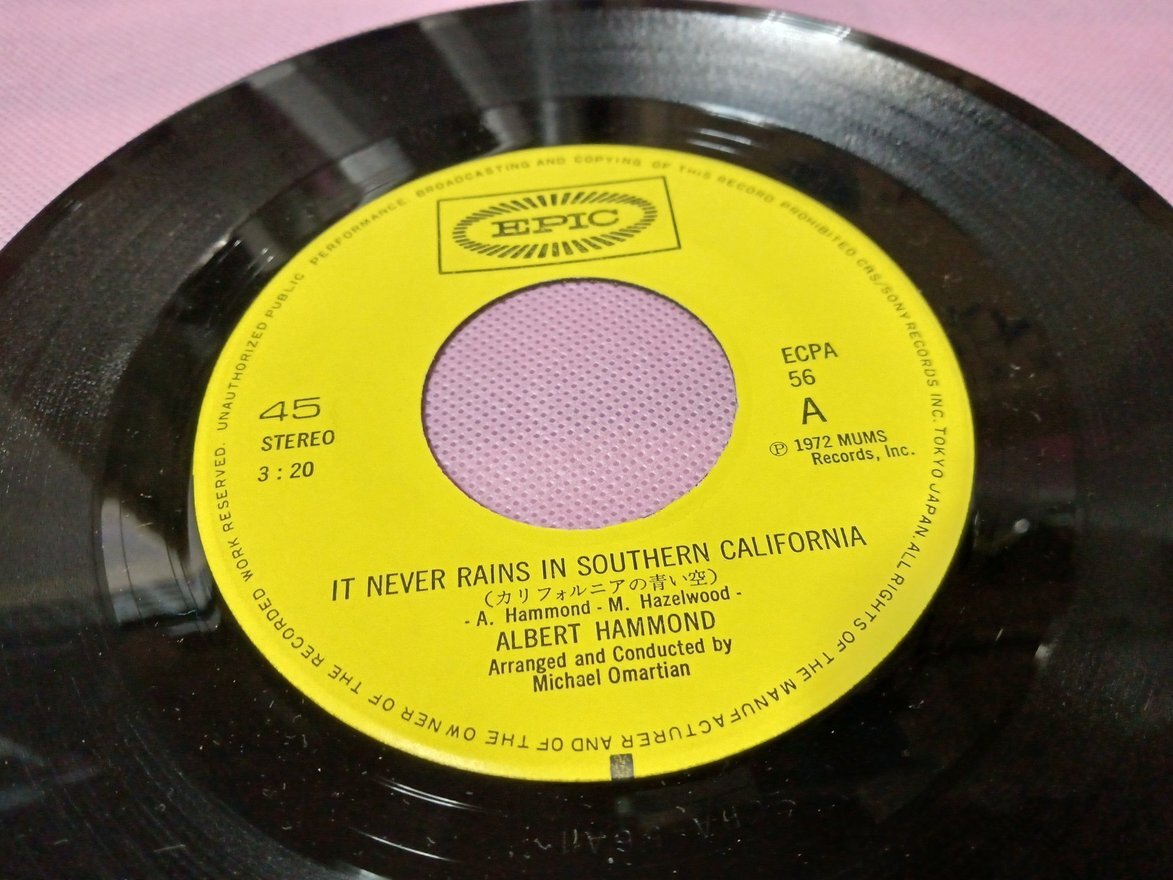 EPIC
45
STEREO
3 : 20
ECPA
56
A
℗ 1972 MUMS
Records, Inc.
IT NEVER RAINS IN SOUTHERN CALIFORNIA
(カリフォルニアの青い空)
- A. Hammond - M. Hazelwood -
ALBERT HAMMOND
Arranged and Conducted by
Michael Omartian
UNAUTHORIZED PUBLIC PERFORMANCE BROADCASTING AND COPYING OF THIS RECORD PROHIBITED CBS/SONY RECORDS INC. TOKYO JAPAN. ALL RIGHTS OF THE MANUFACTURER AND OF THE OWNER OF THE RECORDED WORK RESERVED.